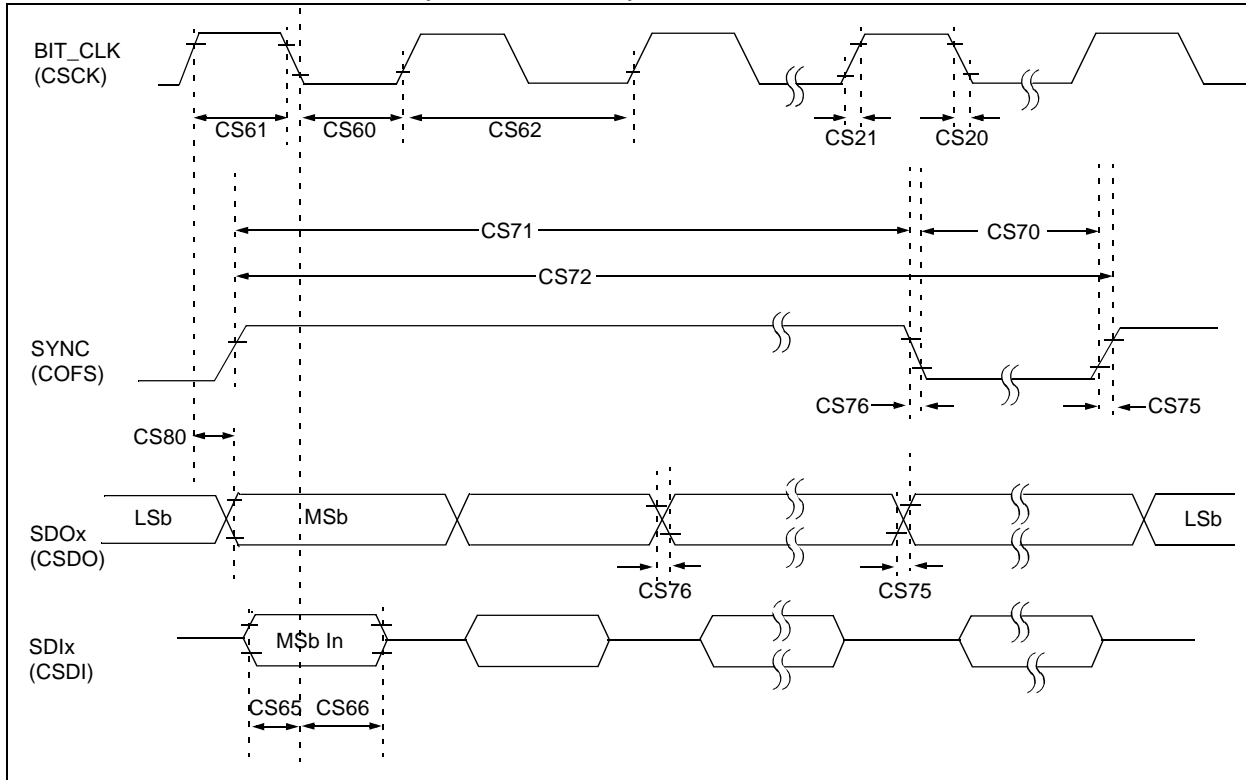 BIT_CLK
(CSCK)
CS61
CS60
CS62
CS21
CS20
CS71
CS70
CS72
SYNC
(COFS)
CS76
CS75
CS80
LSb
MSb
LSb
SDOx
(CSDO)
CS76
CS75
SDIx
(CSDI)
MSb In
CS65
CS66